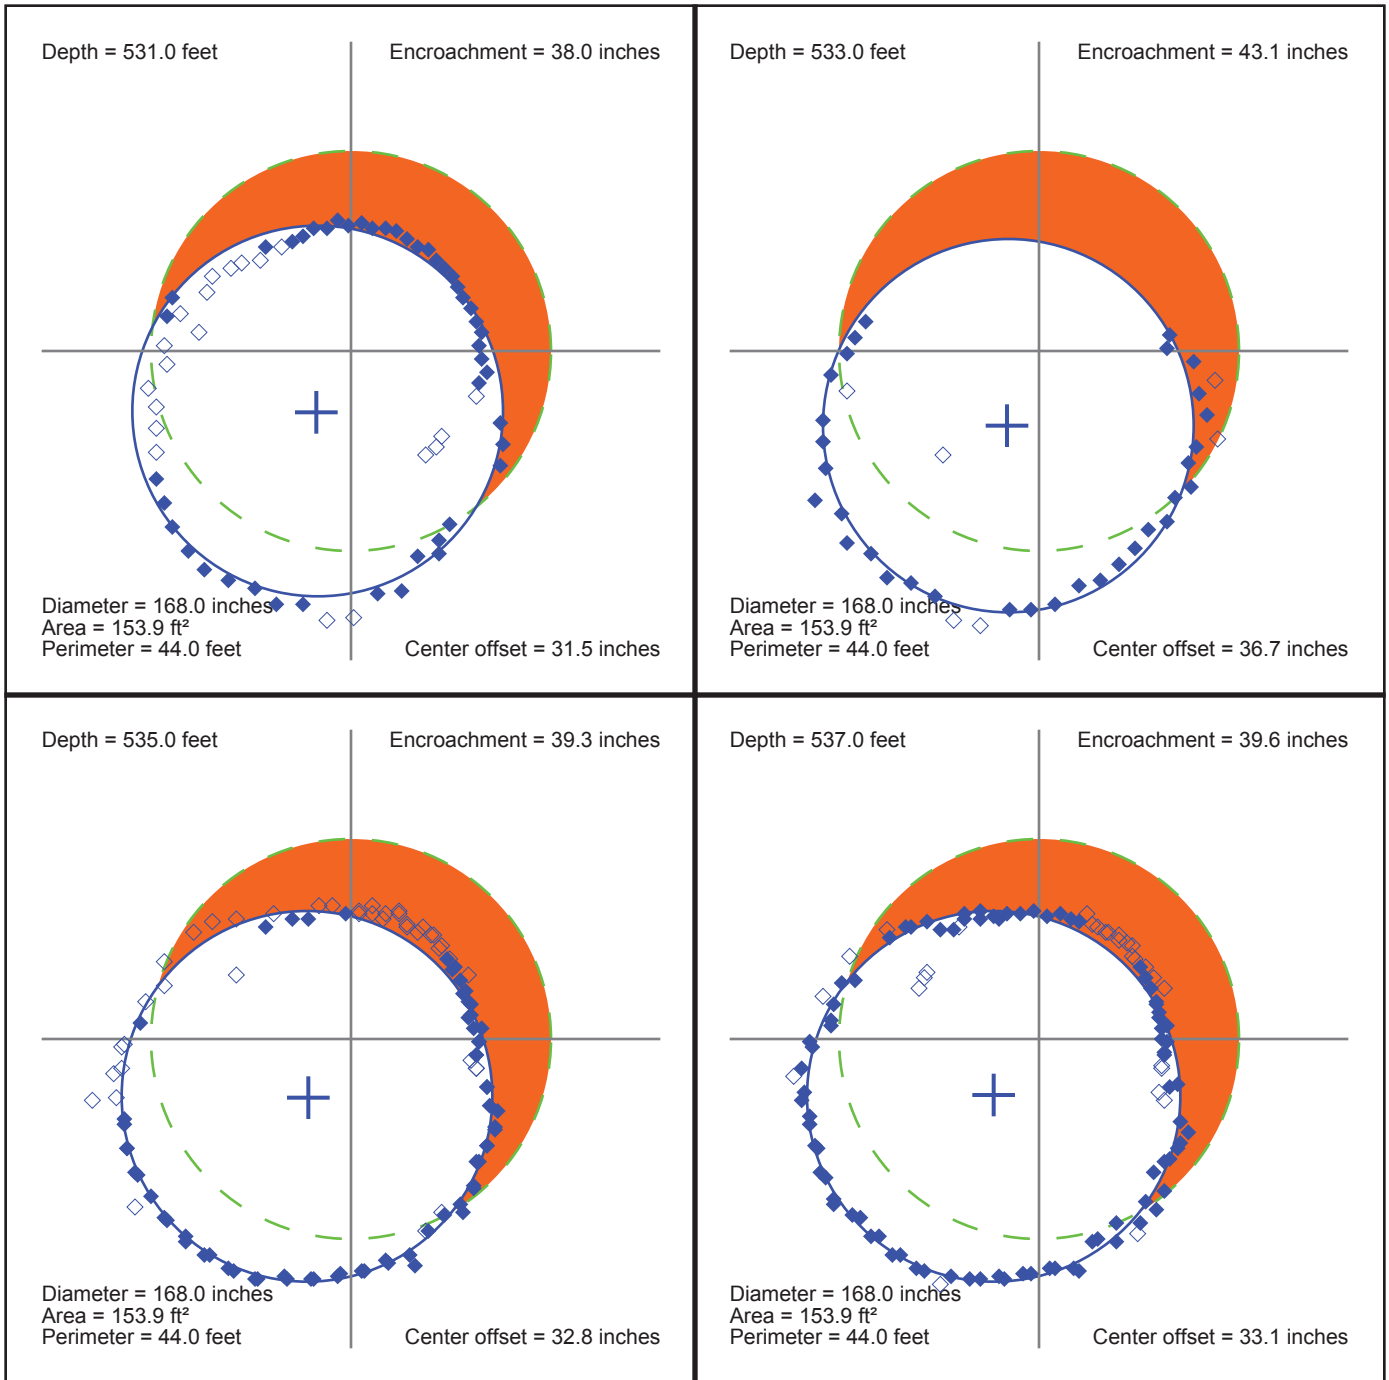 Depth = 531.0 feet
Encroachment = 38.0 inches
Diameter = 168.0 inches
Area = 153.9 ft²
Perimeter = 44.0 feet
Center offset = 31.5 inches
Depth = 533.0 feet
Encroachment = 43.1 inches
Diameter = 168.0 inches
Area = 153.9 ft²
Perimeter = 44.0 feet
Center offset = 36.7 inches
Depth = 535.0 feet
Encroachment = 39.3 inches
Diameter = 168.0 inches
Area = 153.9 ft²
Perimeter = 44.0 feet
Center offset = 32.8 inches
Depth = 537.0 feet
Encroachment = 39.6 inches
Diameter = 168.0 inches
Area = 153.9 ft²
Perimeter = 44.0 feet
Center offset = 33.1 inches